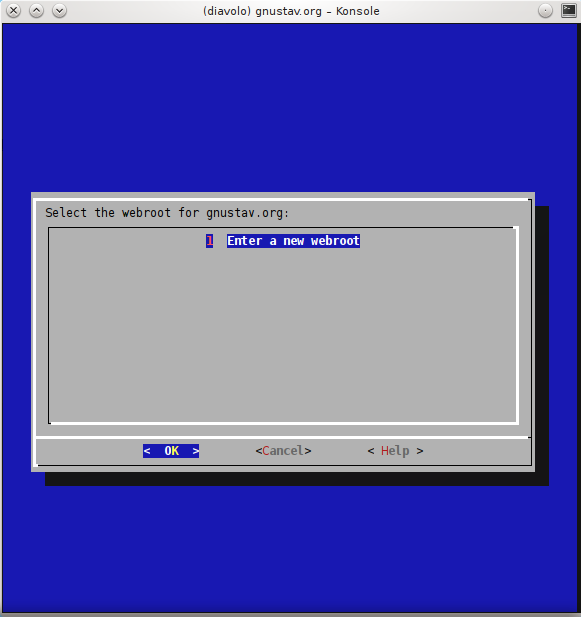 (diavolo) gnustav.org – Konsole
Select the webroot for gnustav.org:
1 Enter a new webroot
< OK > <Cancel> < Help >